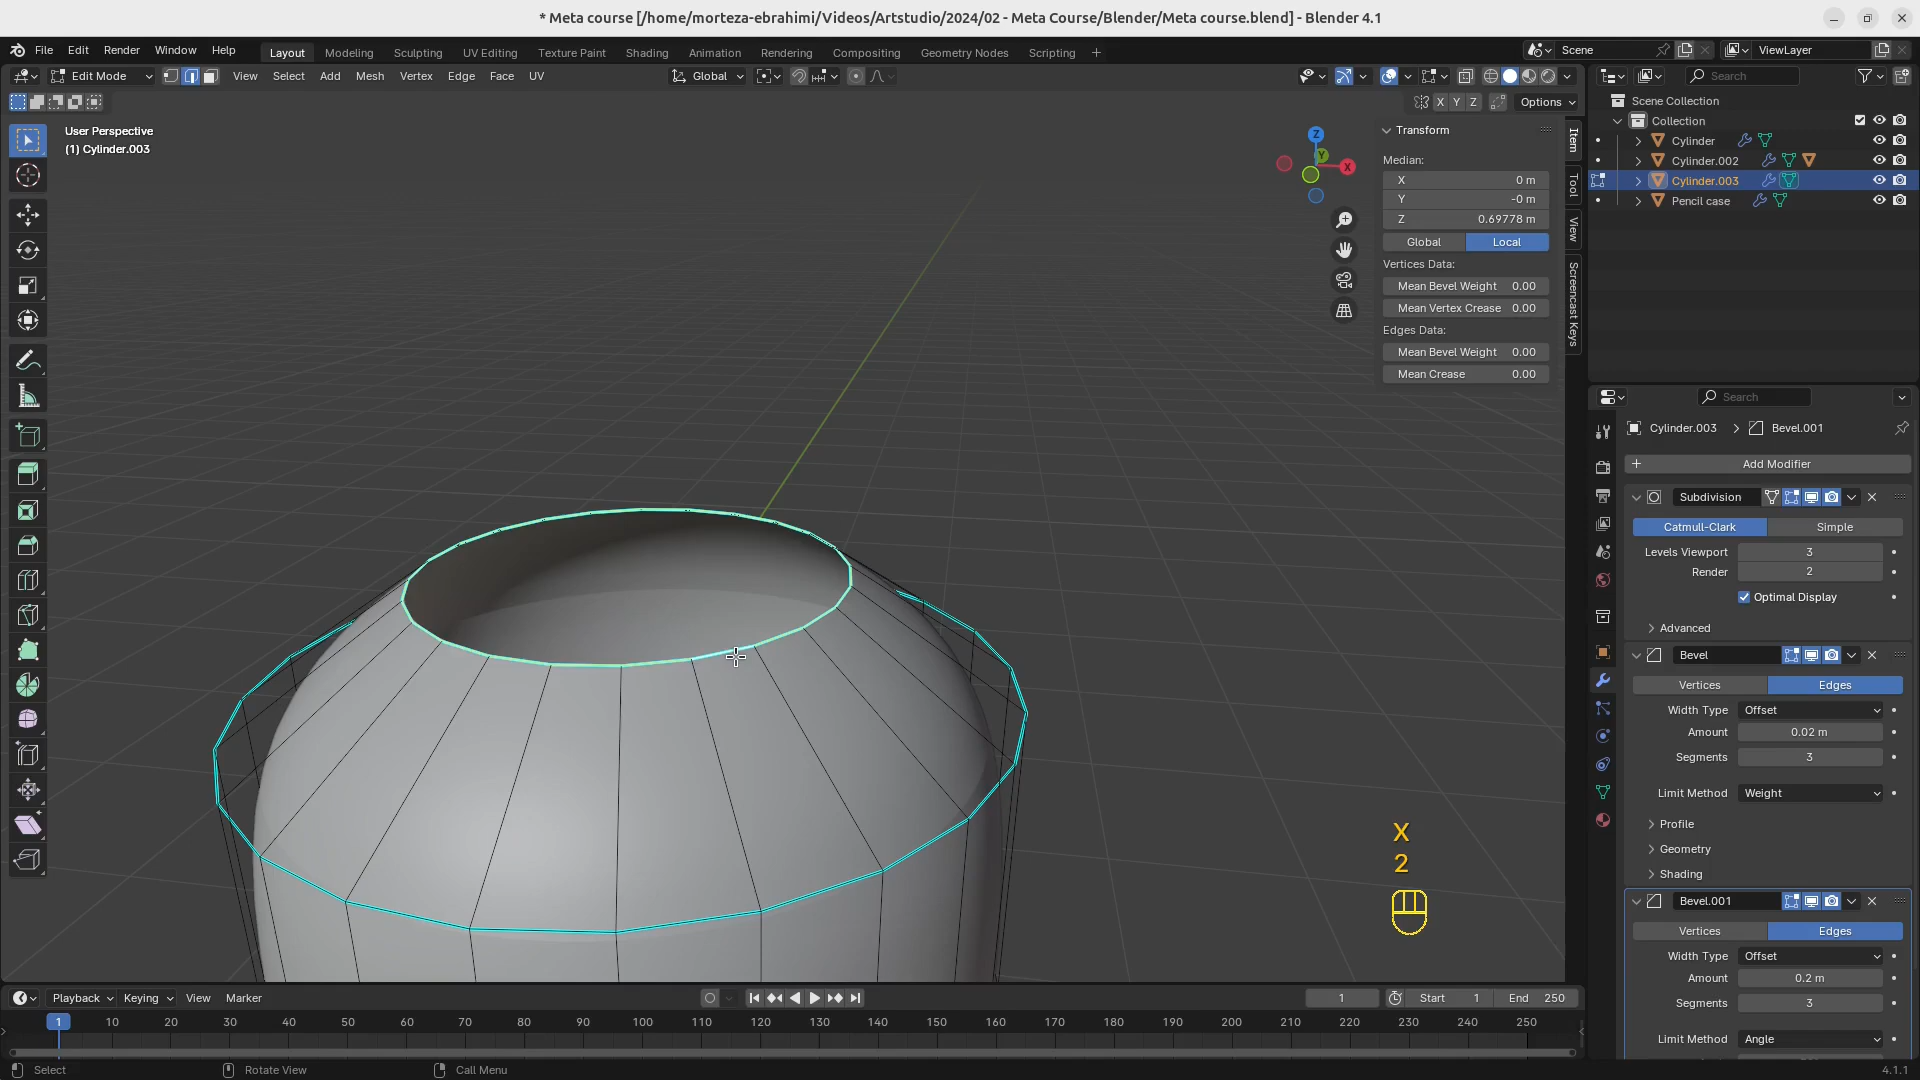 * Meta course [/home/morteza-ebrahimi/Videos/Artstudio/2024/02 - Meta Course/Blender/Meta course.blend] - Blender 4.1
File Edit Render Window Help Layout Modeling Sculpting UV Editing Texture Paint Shading Animation Rendering Compositing Geometry Nodes Scripting + Scene ViewLayer
Edit Mode View Select Add Mesh Vertex Edge Face UV Global Search
X Y Z Options
User Perspective
(1) Cylinder.003
Z
Y
X
Transform
Median:
X 0 m
Y -0 m
Z 0.69778 m
Global Local
Vertices Data:
Mean Bevel Weight 0.00
Mean Vertex Crease 0.00
Edges Data:
Mean Bevel Weight 0.00
Mean Crease 0.00
Item
Tool
View
Screencast Keys
Scene Collection
Collection
Cylinder
Cylinder.002
Cylinder.003
Pencil case
Search
Cylinder.003 > Bevel.001
+ Add Modifier
Subdivision
Catmull-Clark Simple
Levels Viewport 3
Render 2
Optimal Display
Advanced
Bevel
Vertices Edges
Width Type Offset
Amount 0.02 m
Segments 3
Limit Method Weight
Profile
Geometry
Shading
Bevel.001
Vertices Edges
Width Type Offset
Amount 0.2 m
Segments 3
Limit Method Angle
X
2
Playback Keying View Marker 1 Start 1 End 250
1 10 20 30 40 50 60 70 80 90 100 110 120 130 140 150 160 170 180 190 200 210 220 230 240 250
Select Rotate View Call Menu 4.1.1